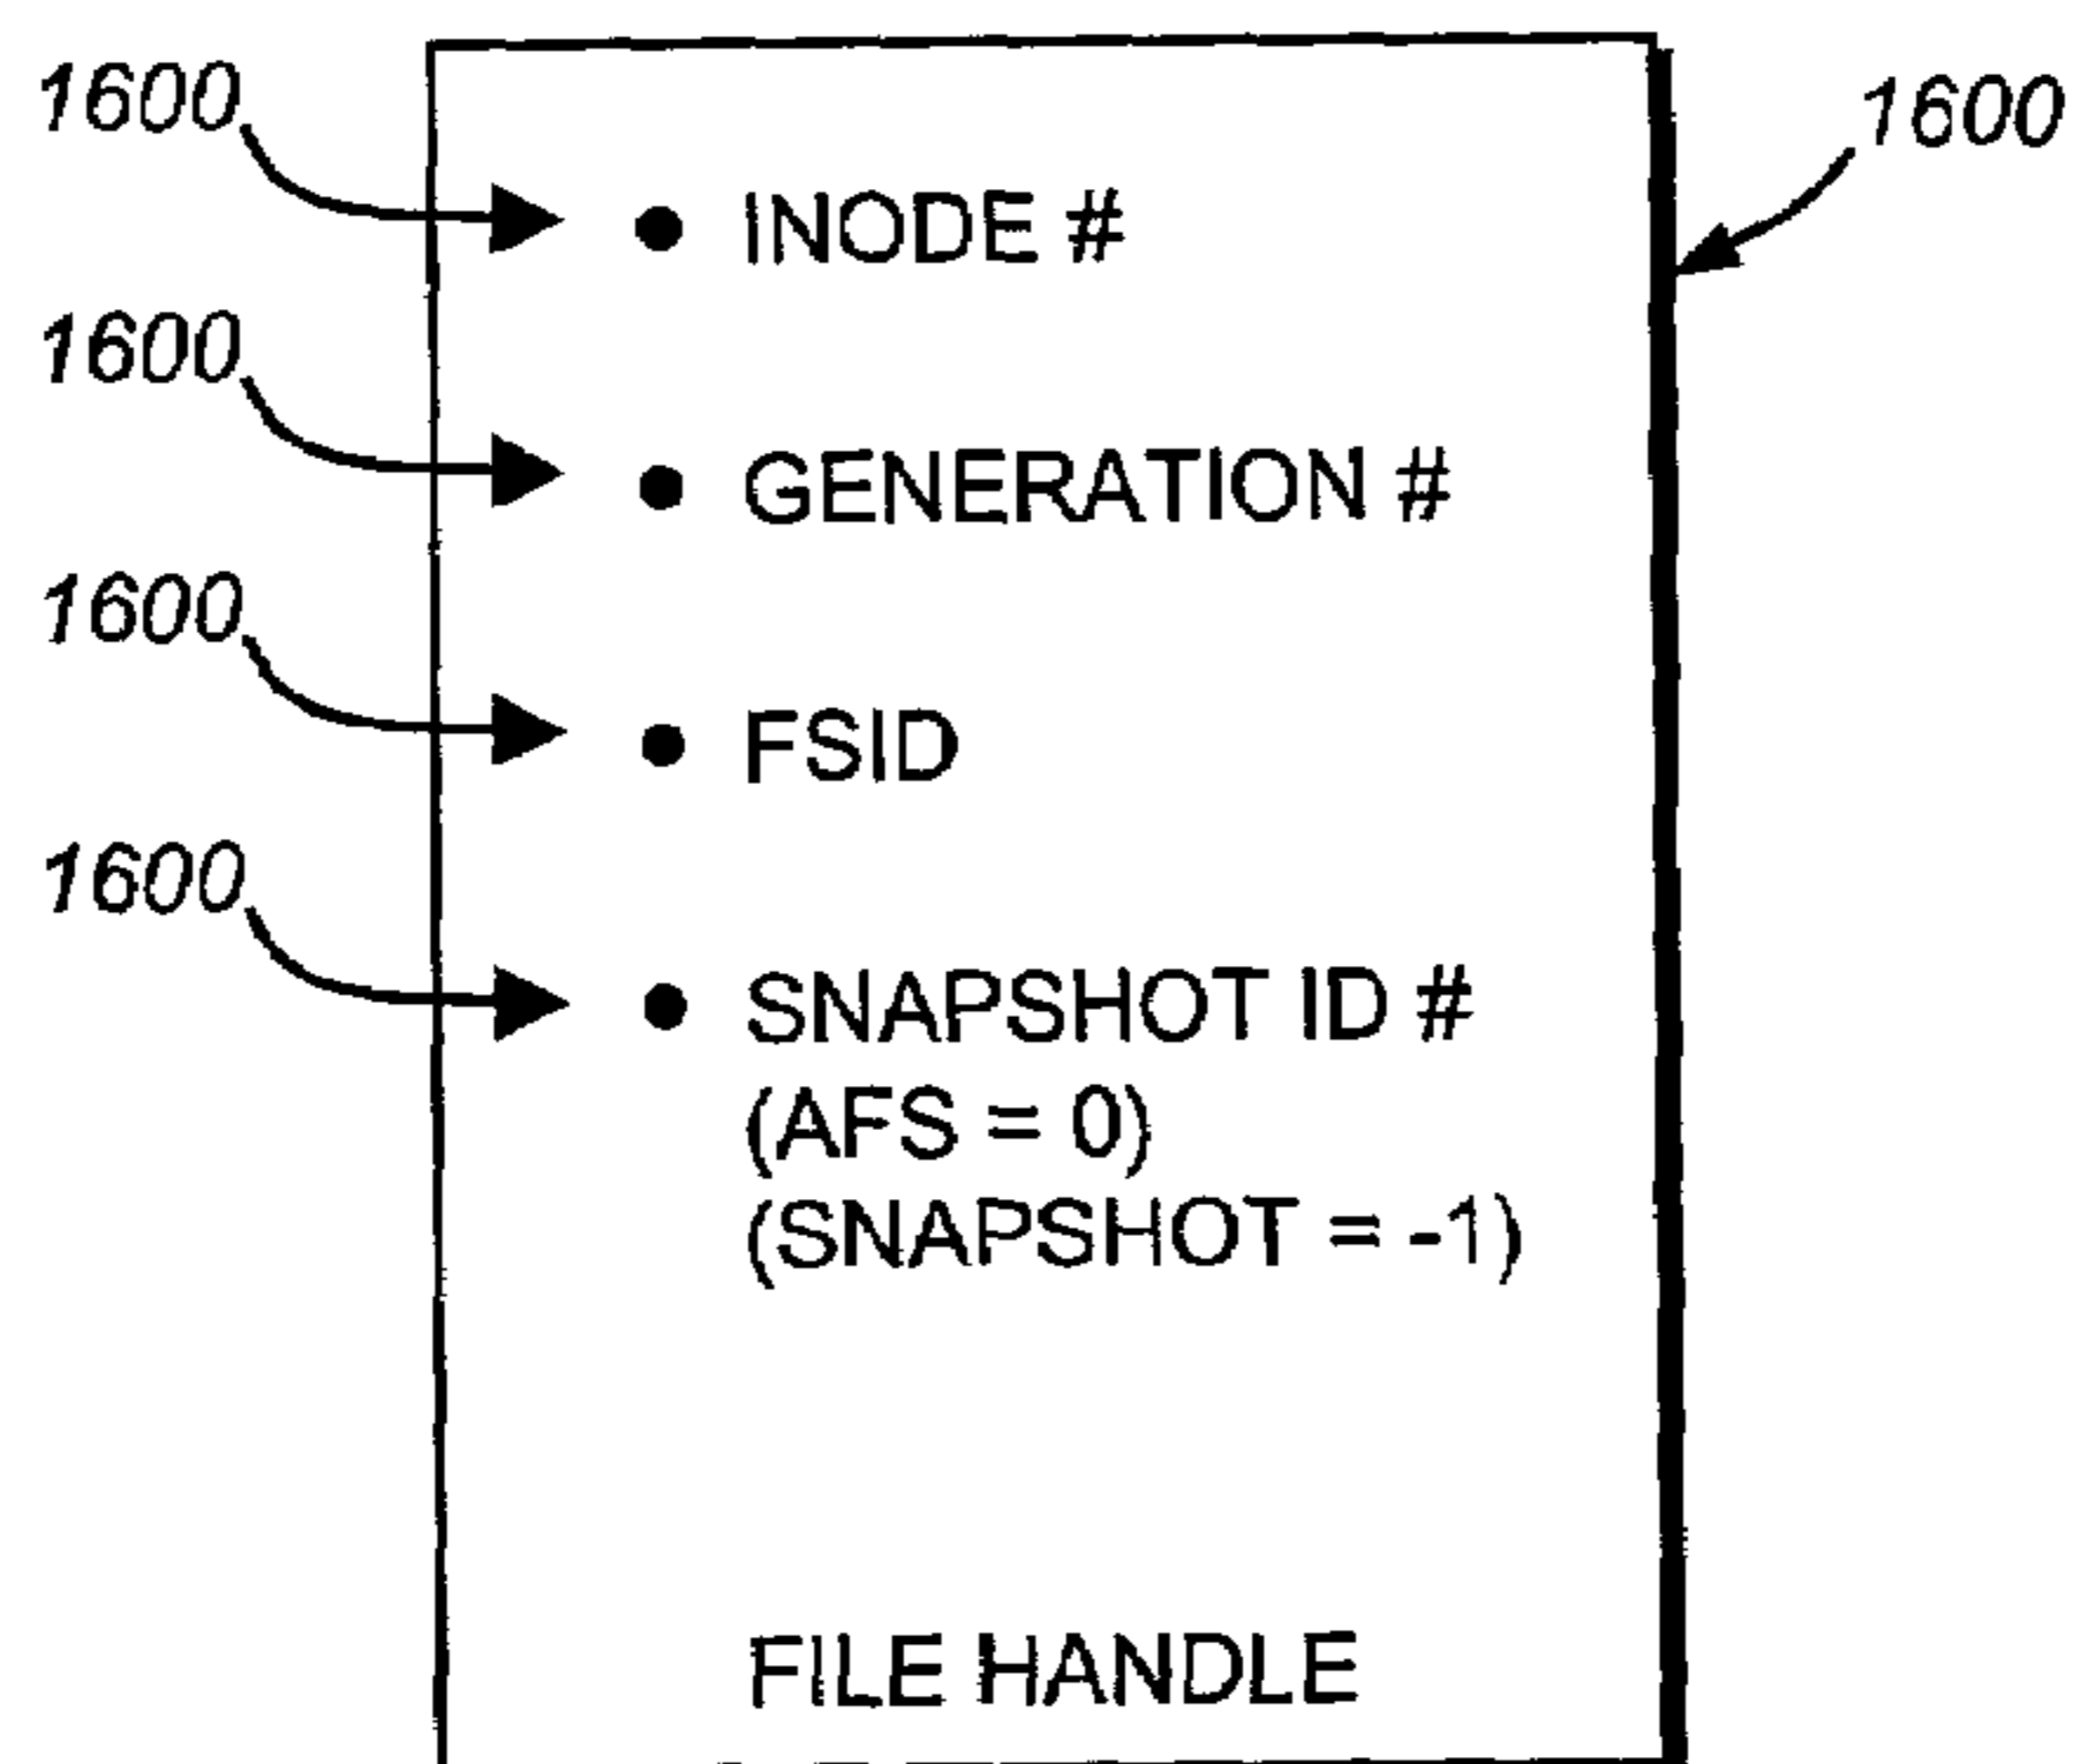 1600
1600
• INODE #
1600
• GENERATION #
1600
• FSID
1600
• SNAPSHOT ID #
(AFS = 0)
(SNAPSHOT = -1)
FILE HANDLE